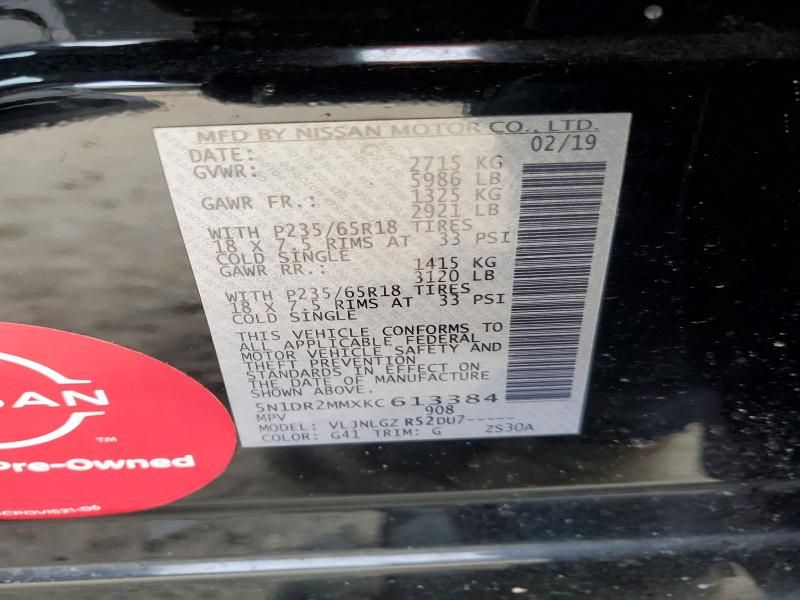 MFD BY NISSAN MOTOR CO., LTD.
DATE: 02/19
GVWR: 2715 KG
5986 LB
GAWR FR.: 1325 KG
2921 LB
WITH P235/65R18 TIRES
18 X 7.5 RIMS AT 33 PSI
COLD SINGLE
GAWR RR.: 1415 KG
3120 LB
WITH P235/65R18 TIRES
18 X 7.5 RIMS AT 33 PSI
COLD SINGLE
THIS VEHICLE CONFORMS TO
ALL APPLICABLE FEDERAL
MOTOR VEHICLE SAFETY AND
THEFT PREVENTION
STANDARDS IN EFFECT ON
THE DATE OF MANUFACTURE
SHOWN ABOVE.
5N1DR2MMXKC613384
MPV 908
MODEL: VLJNLGZ R52DU7-----
COLOR: G41 TRIM: G ZS30A
SSAN
Pre-Owned